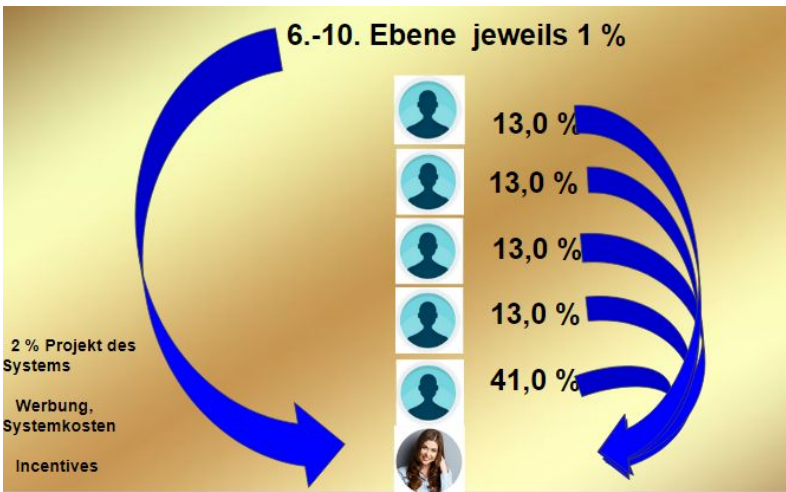 6.-10. Ebene jeweils 1 %
13,0 %
13,0 %
13,0 %
13,0 %
41,0 %
2 % Projekt des
Systems
Werbung,
Systemkosten
Incentives